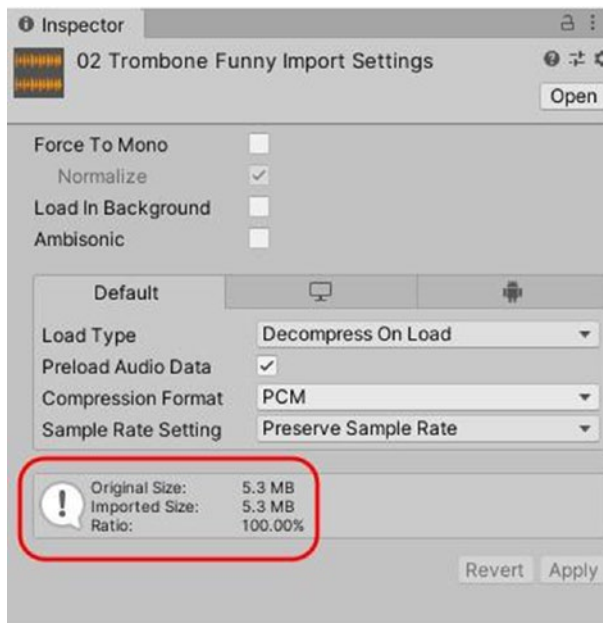 Inspector
02 Trombone Funny Import Settings
Open
Force To Mono
Normalize
Load In Background
Ambisonic
Default
Load Type Decompress On Load
Preload Audio Data
Compression Format PCM
Sample Rate Setting Preserve Sample Rate
Original Size: 5.3 MB
Imported Size: 5.3 MB
Ratio: 100.00%
Revert Apply